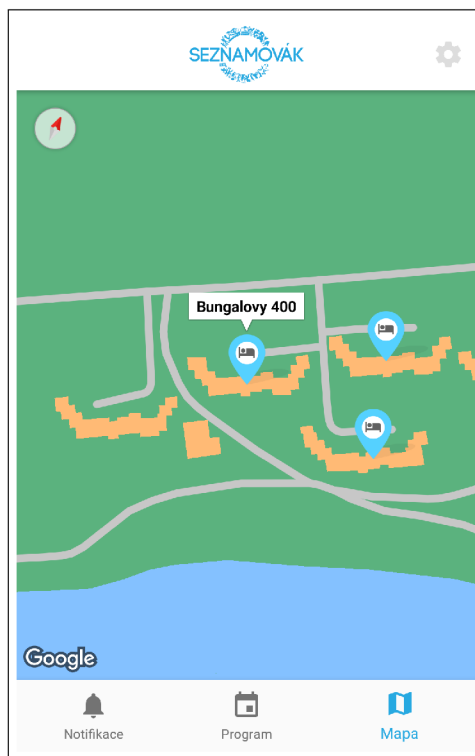 SEZNAMOVÁK
Bungalovy 400
Google
Notifikace
Program
Mapa